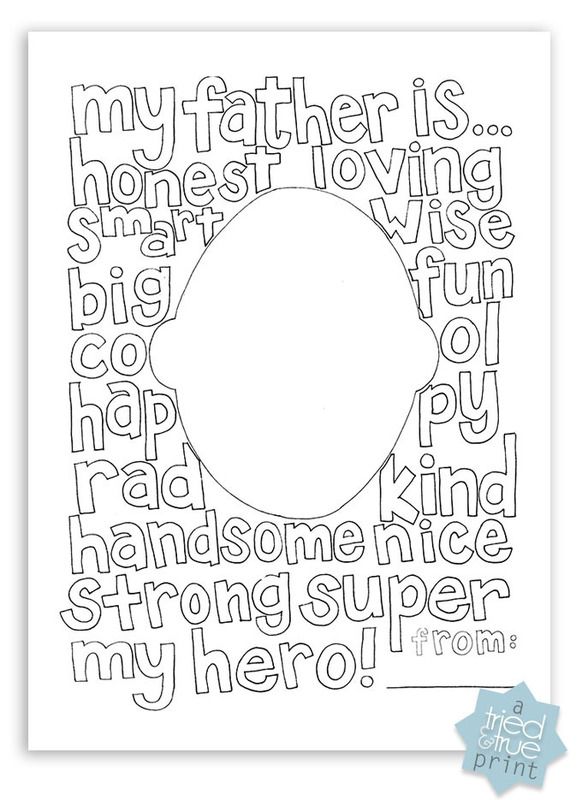 my father is...
honest loving
smart wise
big fun
co ol
hap py
rad kind
handsome nice
strong super
my hero! from:
a
tried
&true
print